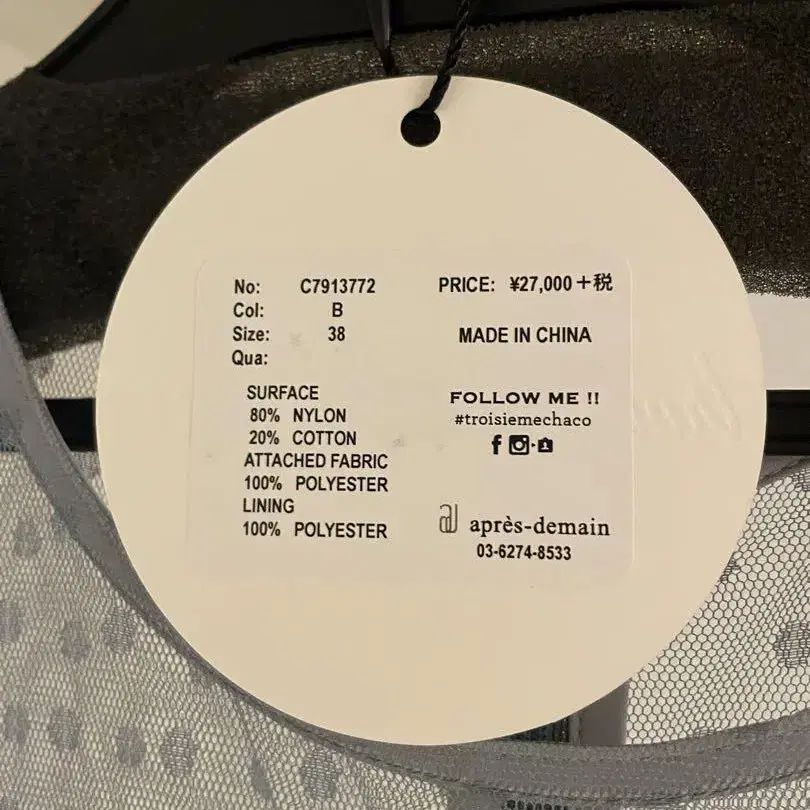 No: C7913772
Col: B
Size: 38
Qua:
SURFACE
80% NYLON
20% COTTON
ATTACHED FABRIC
100% POLYESTER
LINING
100% POLYESTER
PRICE: ¥27,000+税
MADE IN CHINA
FOLLOW ME !!
#troisiemechaco
après-demain
03-6274-8533